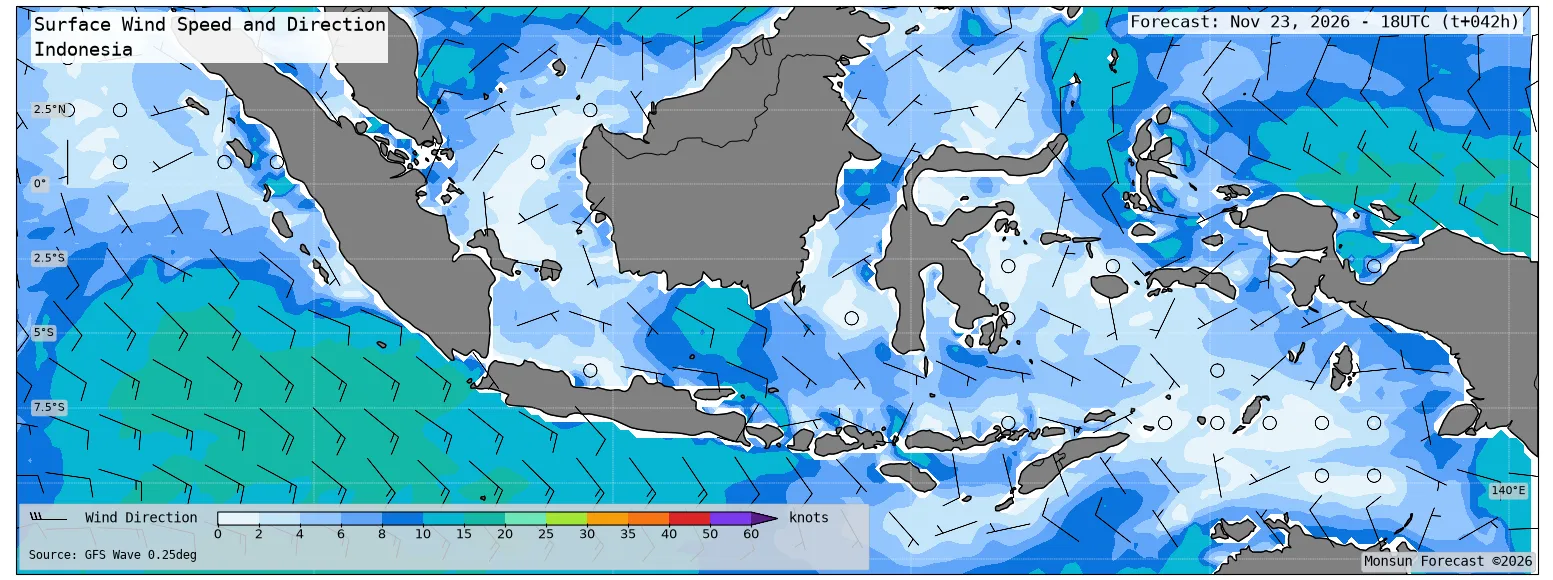 Surface Wind Speed and Direction
Indonesia
Forecast: Nov 23, 2026 - 18UTC (t+042h)
2.5°N
0°
2.5°S
5°S
7.5°S
140°E
Wind Direction
0 2 4 6 8 10 15 20 25 30 35 40 50 60
knots
Source: GFS Wave 0.25deg
Monsun Forecast ©2026